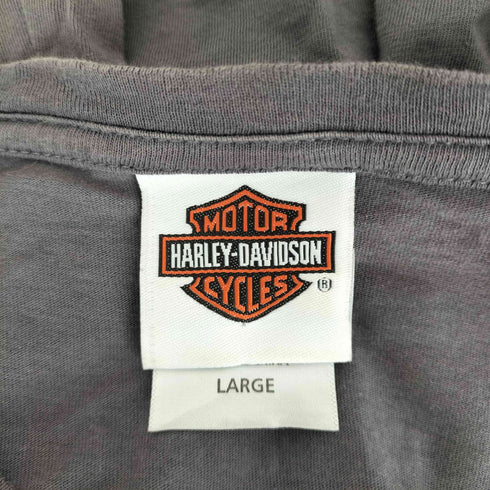 MOTOR
HARLEY-DAVIDSON
CYCLES
®
LARGE